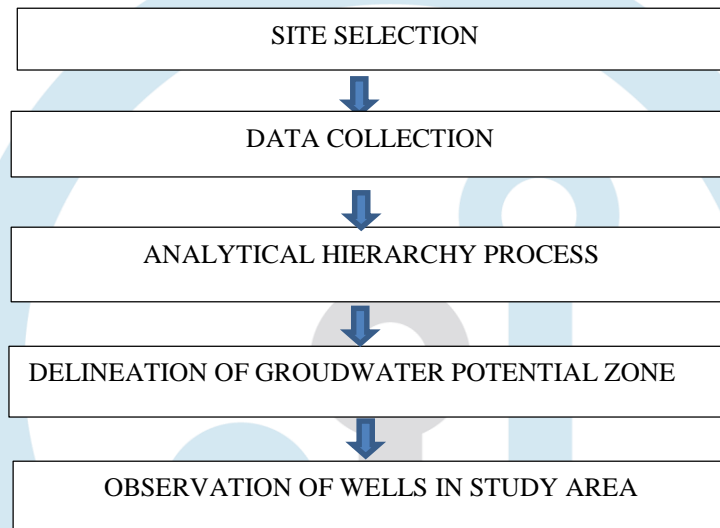 SITE SELECTION
DATA COLLECTION
ANALYTICAL HIERARCHY PROCESS
DELINEATION OF GROUDWATER POTENTIAL ZONE
OBSERVATION OF WELLS IN STUDY AREA